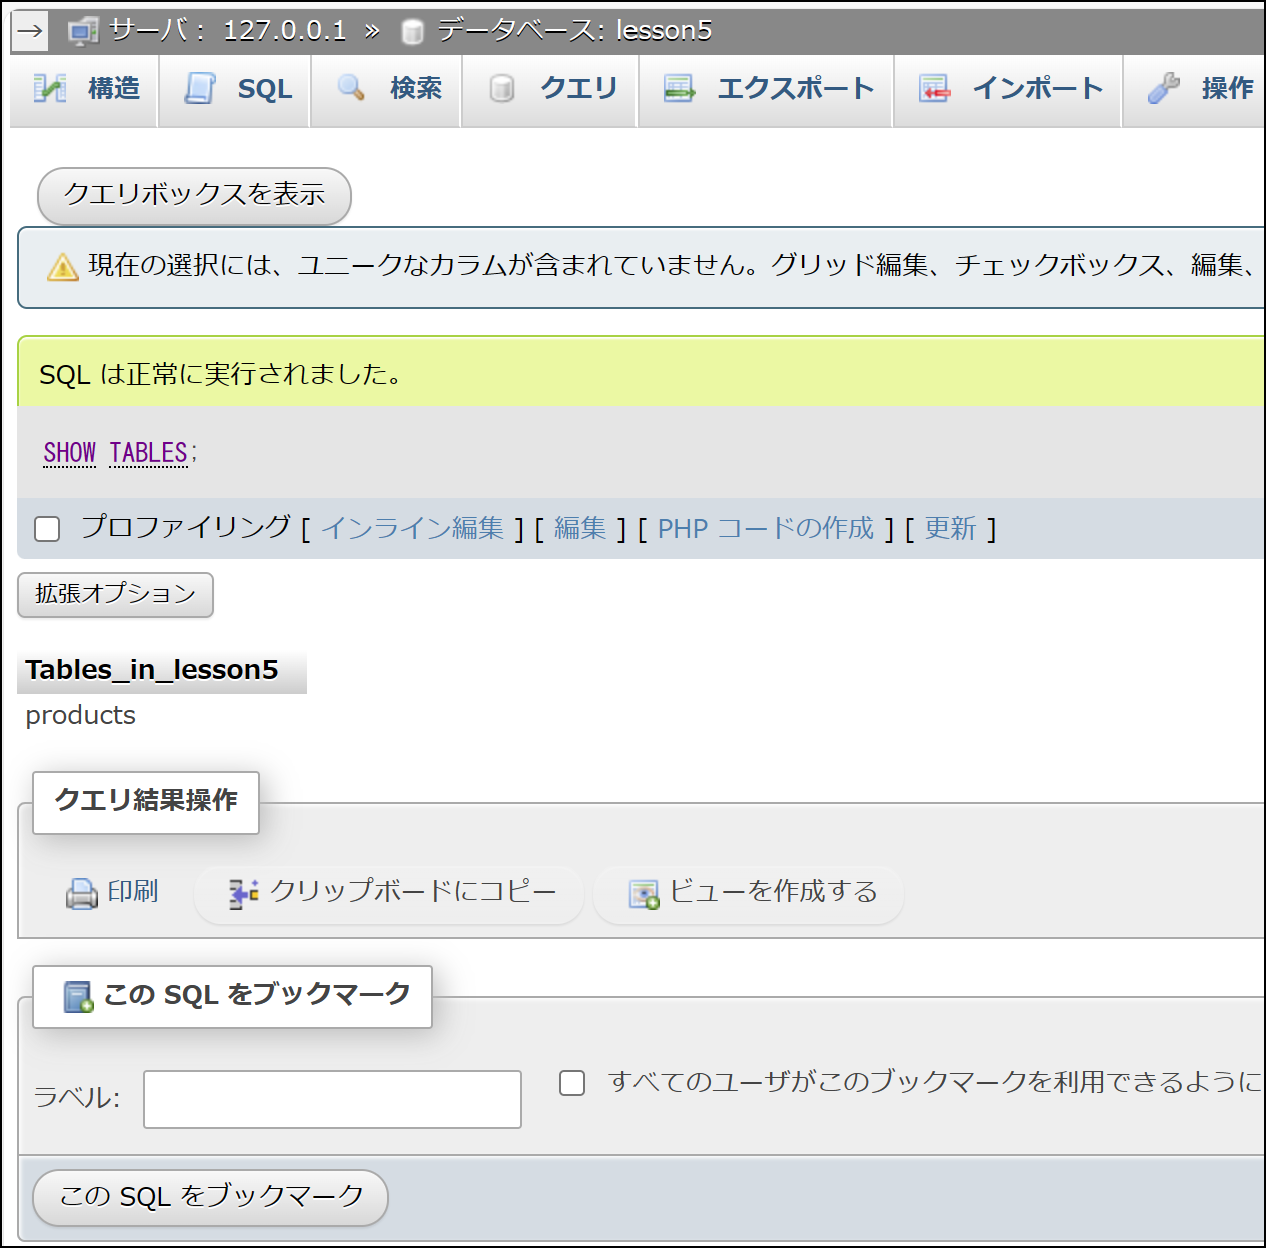 → サーバ: 127.0.0.1 » データベース: lesson5
構造 SQL 検索 クエリ エクスポート インポート 操作
クエリボックスを表示
現在の選択には、ユニークなカラムが含まれていません。グリッド編集、チェックボックス、編集、
SQL は正常に実行されました。
SHOW TABLES;
プロファイリング [ インライン編集 ] [ 編集 ] [ PHP コードの作成 ] [ 更新 ]
拡張オプション
Tables_in_lesson5
products
クエリ結果操作
印刷 クリップボードにコピー ビューを作成する
この SQL をブックマーク
ラベル: すべてのユーザがこのブックマークを利用できるように
この SQL をブックマーク